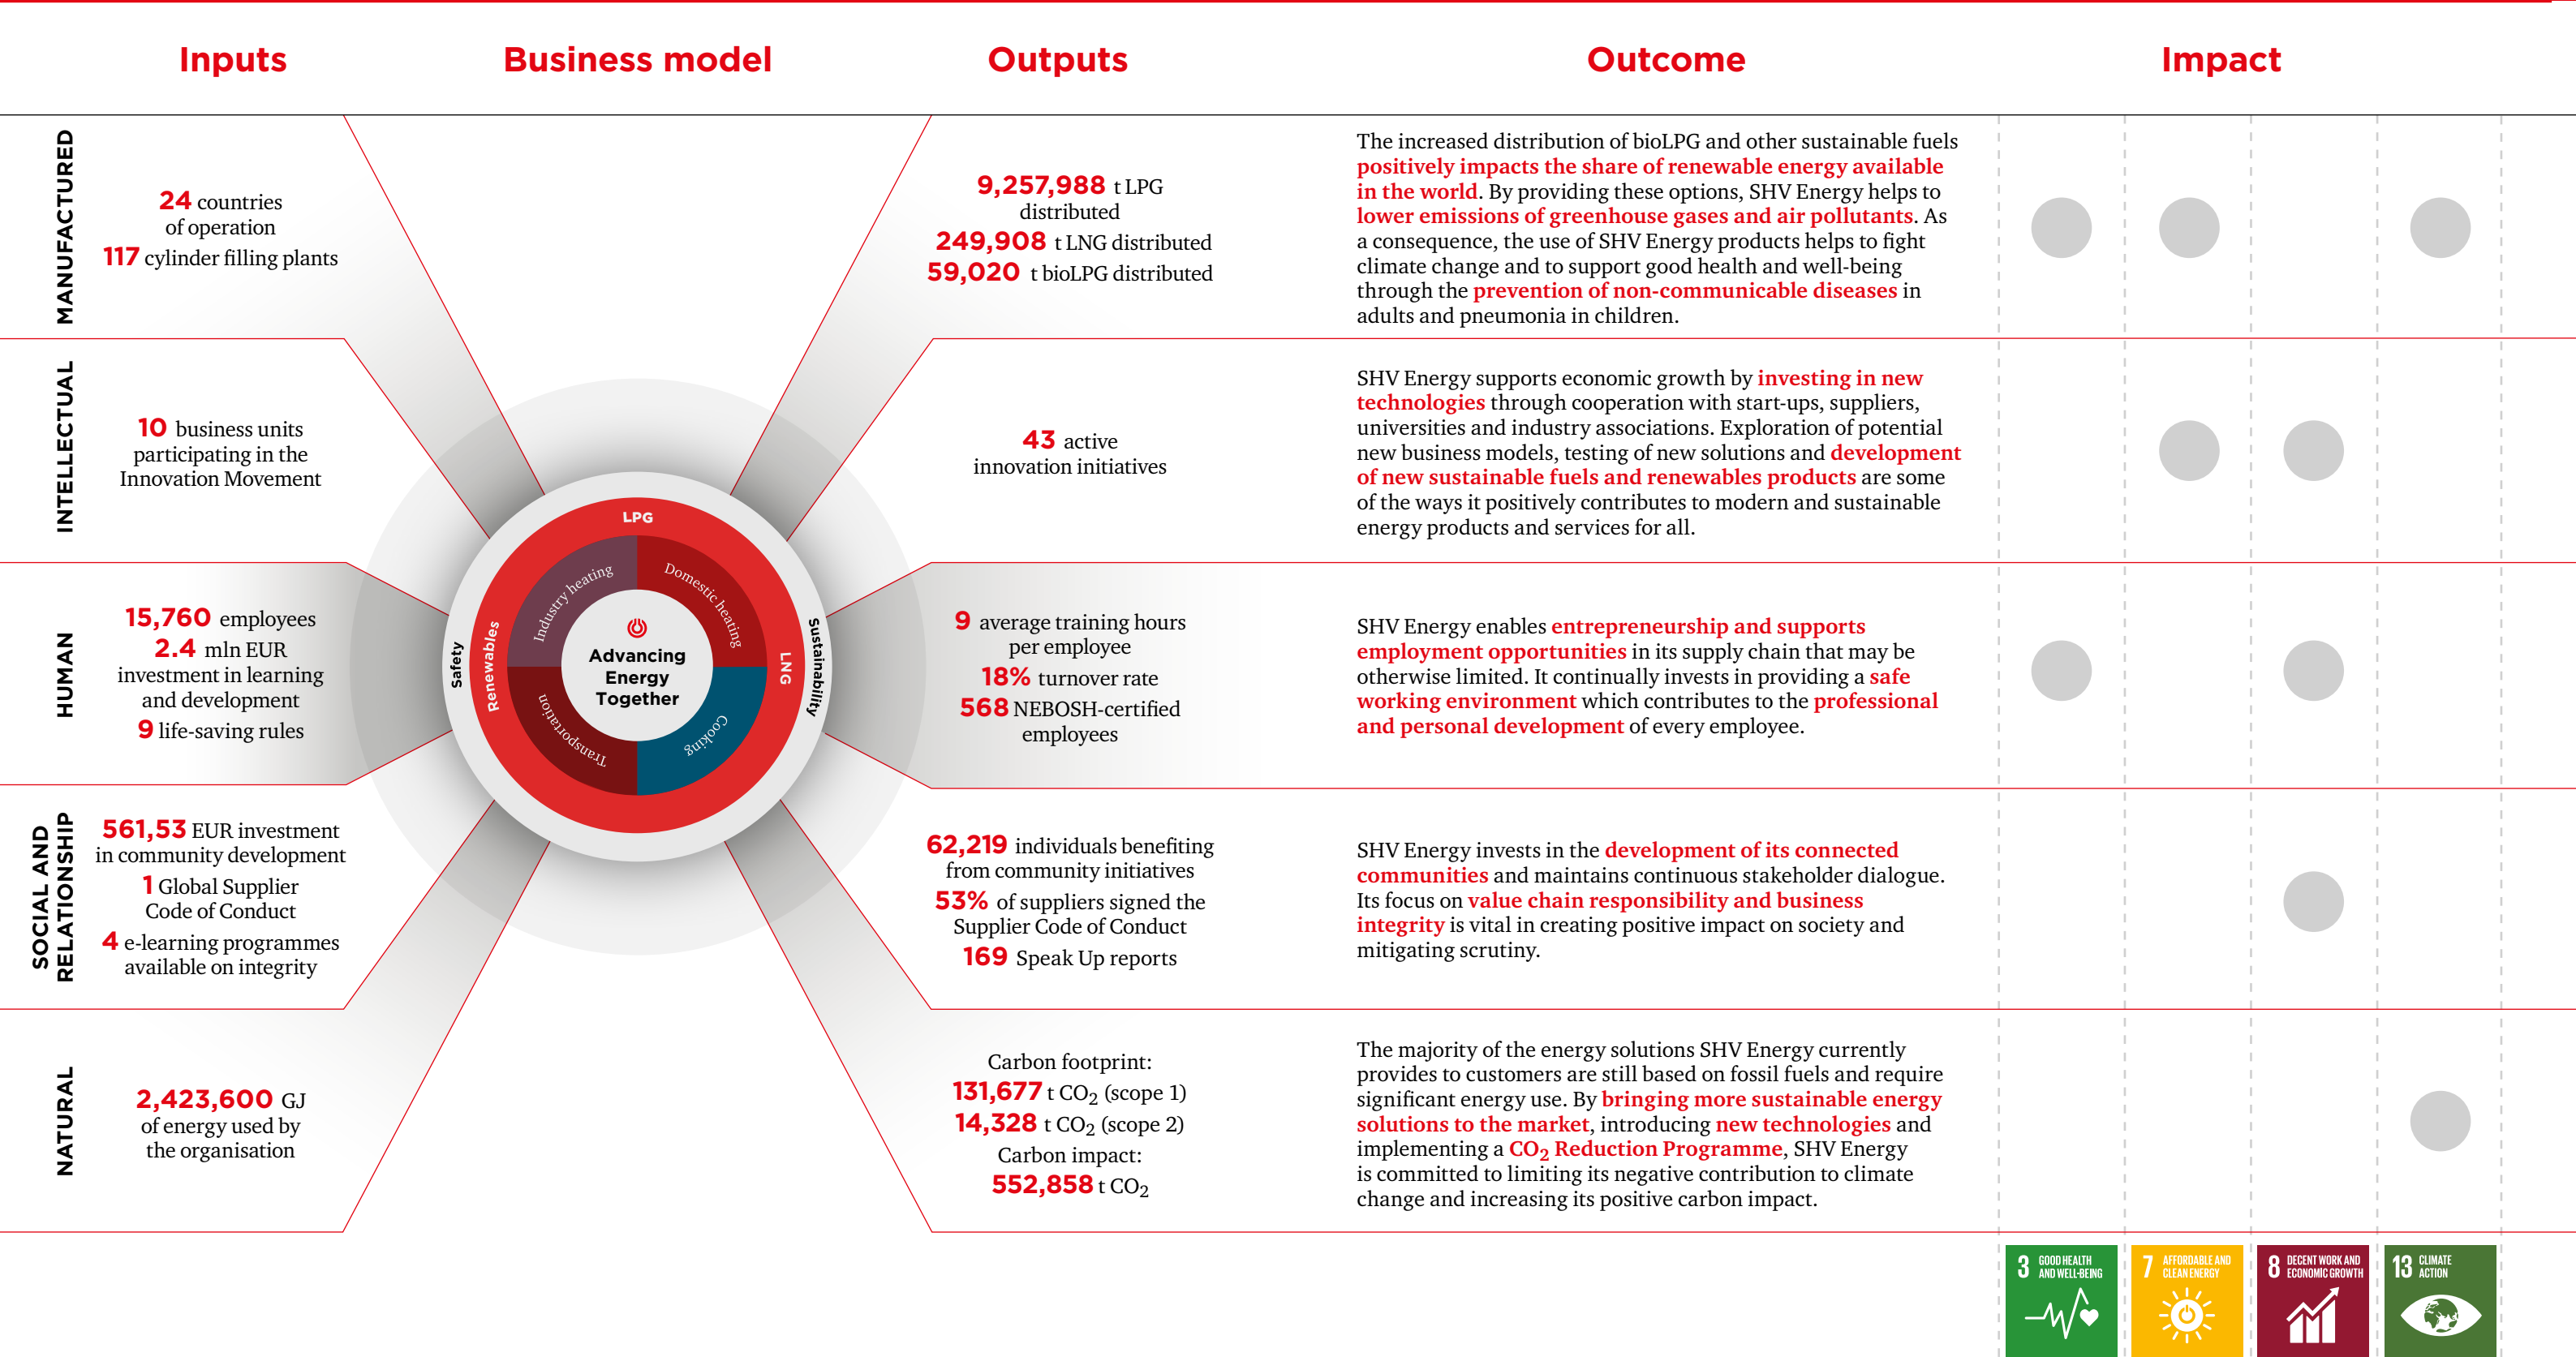 Inputs
Business model
Outputs
Outcome
Impact
MANUFACTURED
24 countries
of operation
117 cylinder filling plants
9,257,988 t LPG
distributed
249,908 t LNG distributed
59,020 t bioLPG distributed
The increased distribution of bioLPG and other sustainable fuels
positively impacts the share of renewable energy available
in the world. By providing these options, SHV Energy helps to
lower emissions of greenhouse gases and air pollutants. As
a consequence, the use of SHV Energy products helps to fight
climate change and to support good health and well-being
through the prevention of non-communicable diseases in
adults and pneumonia in children.
INTELLECTUAL
10 business units
participating in the
Innovation Movement
43 active
innovation initiatives
SHV Energy supports economic growth by investing in new
technologies through cooperation with start-ups, suppliers,
universities and industry associations. Exploration of potential
new business models, testing of new solutions and development
of new sustainable fuels and renewables products are some
of the ways it positively contributes to modern and sustainable
energy products and services for all.
HUMAN
15,760 employees
2.4 mln EUR
investment in learning
and development
9 life-saving rules
Safety
Sustainability
LPG
LNG
Renewables
Industry heating
Domestic heating
Cooking
Transportation
Advancing
Energy
Together
9 average training hours
per employee
18% turnover rate
568 NEBOSH-certified
employees
SHV Energy enables entrepreneurship and supports
employment opportunities in its supply chain that may be
otherwise limited. It continually invests in providing a safe
working environment which contributes to the professional
and personal development of every employee.
SOCIAL AND
RELATIONSHIP
561,53 EUR investment
in community development
1 Global Supplier
Code of Conduct
4 e-learning programmes
available on integrity
62,219 individuals benefiting
from community initiatives
53% of suppliers signed the
Supplier Code of Conduct
169 Speak Up reports
SHV Energy invests in the development of its connected
communities and maintains continuous stakeholder dialogue.
Its focus on value chain responsibility and business
integrity is vital in creating positive impact on society and
mitigating scrutiny.
NATURAL
2,423,600 GJ
of energy used by
the organisation
Carbon footprint:
131,677 t CO₂ (scope 1)
14,328 t CO₂ (scope 2)
Carbon impact:
552,858 t CO₂
The majority of the energy solutions SHV Energy currently
provides to customers are still based on fossil fuels and require
significant energy use. By bringing more sustainable energy
solutions to the market, introducing new technologies and
implementing a CO₂ Reduction Programme, SHV Energy
is committed to limiting its negative contribution to climate
change and increasing its positive carbon impact.
3 GOOD HEALTH
AND WELL-BEING
7 AFFORDABLE AND
CLEAN ENERGY
8 DECENT WORK AND
ECONOMIC GROWTH
13 CLIMATE
ACTION